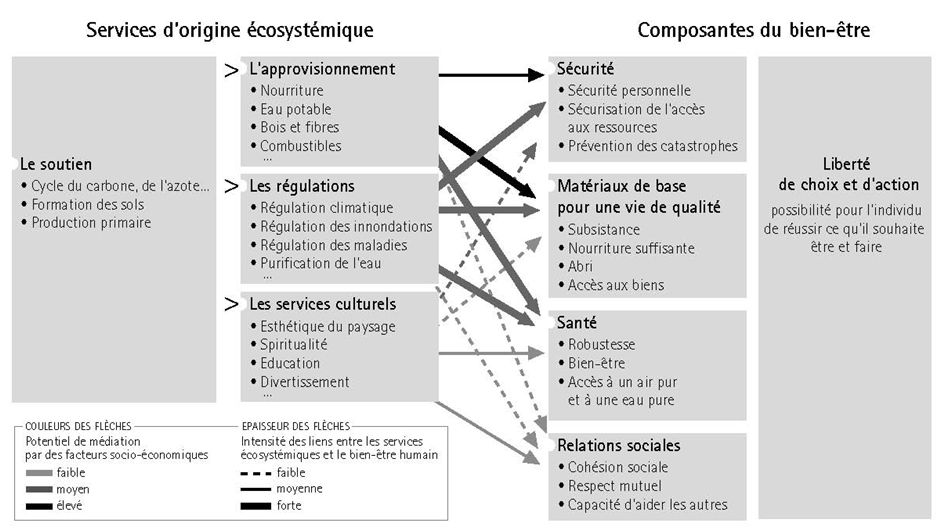 Services d'origine écosystémique
Composantes du bien-être
Le soutien
• Cycle du carbone, de l'azote...
• Formation des sols
• Production primaire
> L'approvisionnement
• Nourriture
• Eau potable
• Bois et fibres
• Combustibles
...
> Les régulations
• Régulation climatique
• Régulation des innondations
• Régulation des maladies
• Purification de l'eau
...
> Les services culturels
• Esthétique du paysage
• Spiritualité
• Education
• Divertissement
...
Sécurité
• Sécurité personnelle
• Sécurisation de l'accès
aux ressources
• Prévention des catastrophes
Matériaux de base
pour une vie de qualité
• Subsistance
• Nourriture suffisante
• Abri
• Accès aux biens
Santé
• Robustesse
• Bien-être
• Accès à un air pur
et à une eau pure
Relations sociales
• Cohésion sociale
• Respect mutuel
• Capacité d'aider les autres
Liberté
de choix et d'action
possibilité pour l'individu
de réussir ce qu'il souhaite
être et faire
COULEURS DES FLÈCHES
Potentiel de médiation
par des facteurs socio-économiques
faible
moyen
élevé
EPAISSEUR DES FLÈCHES
Intensité des liens entre les services
écosystémiques et le bien-être humain
faible
moyenne
forte